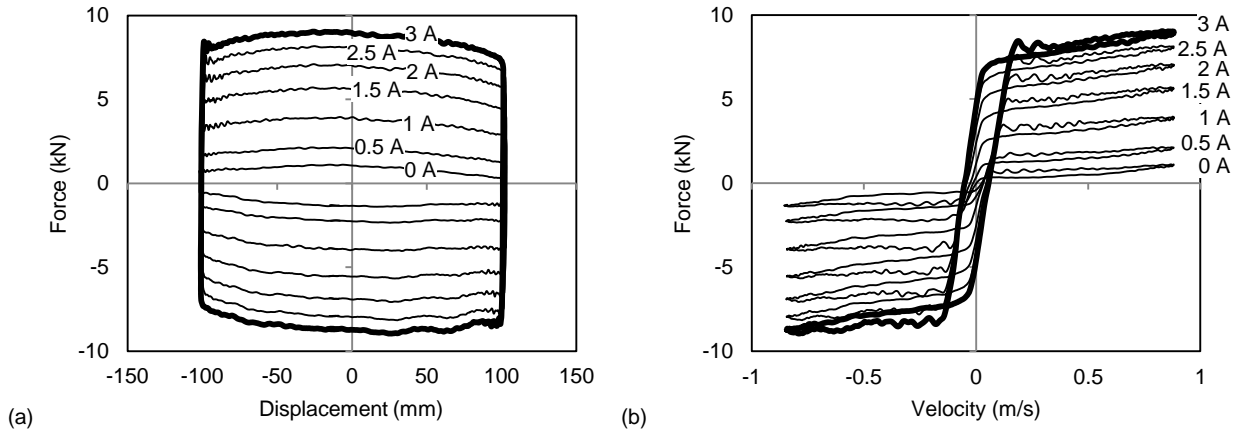 10
5
0
-5
-10
Force (kN)
3 A
2.5 A
2 A
1.5 A
1 A
0.5 A
0 A
-150 -100 -50 0 50 100 150
Displacement (mm)
(a)
10
5
0
-5
-10
Force (kN)
3 A
2.5 A
2 A
1.5 A
1 A
0.5 A
0 A
-1 -0.5 0 0.5 1
Velocity (m/s)
(b)